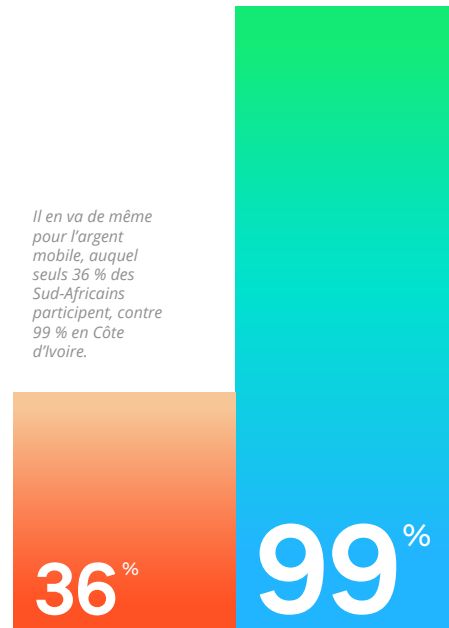 Il en va de même
pour l’argent
mobile, auquel
seuls 36 % des
Sud-Africains
participent, contre
99 % en Côte
d’Ivoire.
36 %
99 %